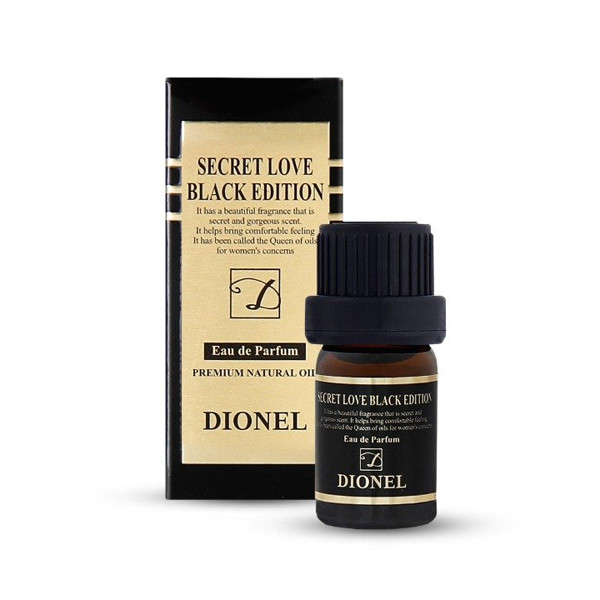 SECRET LOVE
BLACK EDITION
It has a beautiful fragrance that is
secret and gorgeous scent.
It helps bring comfortable feeling
It has been called the Queen of oils
for women's concerns
D
Eau de Parfum
PREMIUM NATURAL OIL
DIONEL
SECRET LOVE BLACK EDITION
It has a beautiful fragrance that is secret and
gorgeous scent. It helps bring comfortable feeling
been called the Queen of oils for women's concerns
Eau de Parfum
D
DIONEL